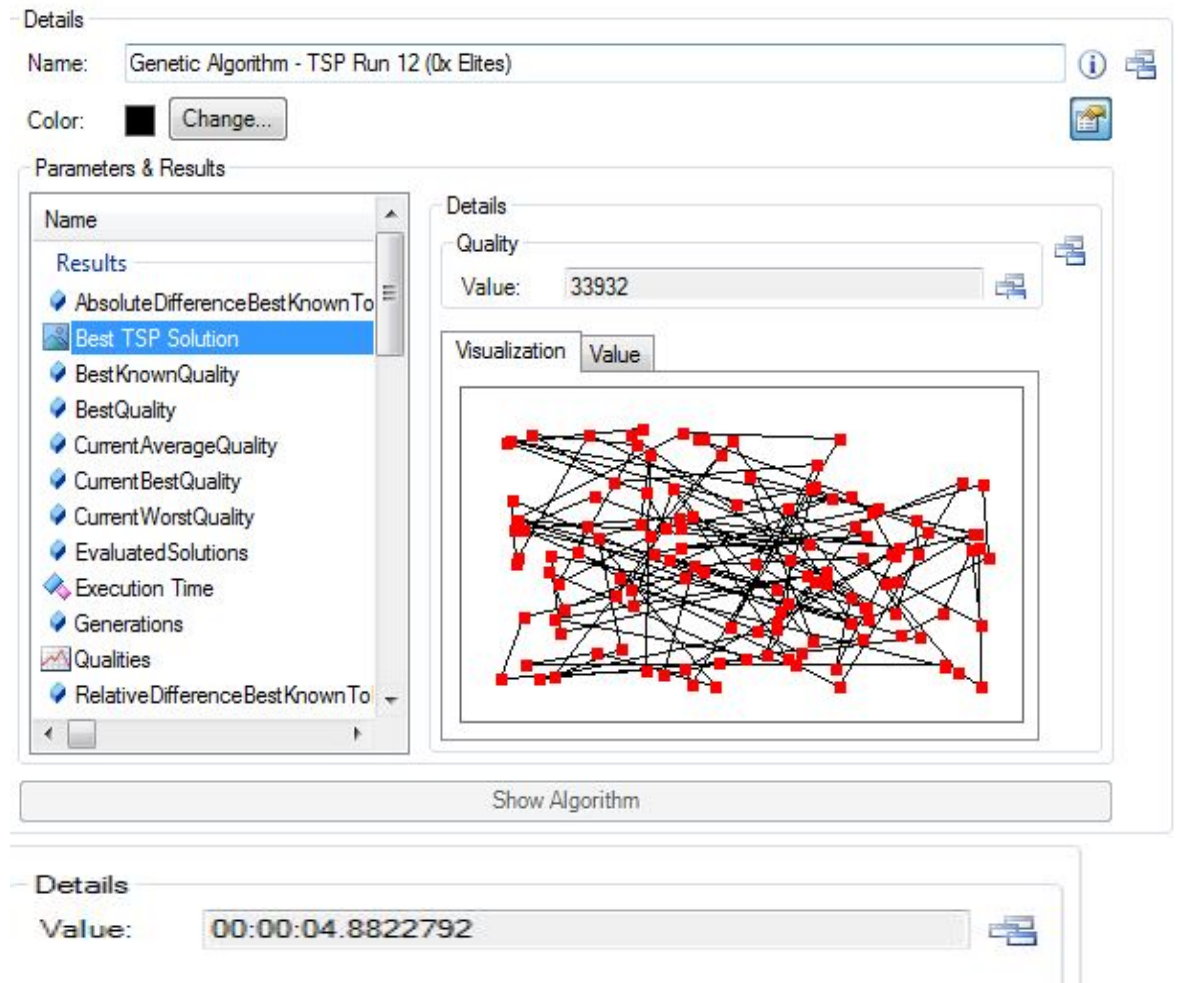 Details
Name: Genetic Algorithm - TSP Run 12 (0x Elites)
Color: Change...
Parameters & Results
Name
Results
AbsoluteDifferenceBestKnownTo
Best TSP Solution
BestKnownQuality
BestQuality
CurrentAverageQuality
CurrentBestQuality
CurrentWorstQuality
EvaluatedSolutions
Execution Time
Generations
Qualities
RelativeDifferenceBestKnownTo
Details
Quality
Value: 33932
Visualization Value
Show Algorithm
Details
Value: 00:00:04.8822792